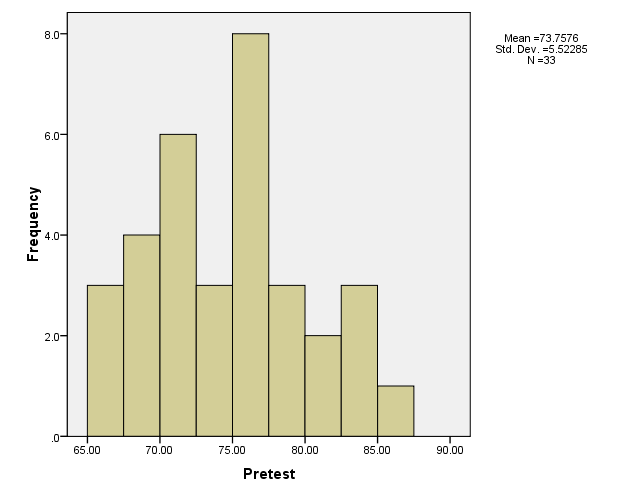 Mean =73.7576
Std. Dev. =5.52285
N =33
8.0
6.0
4.0
2.0
.0
Frequency
65.00 70.00 75.00 80.00 85.00 90.00
Pretest